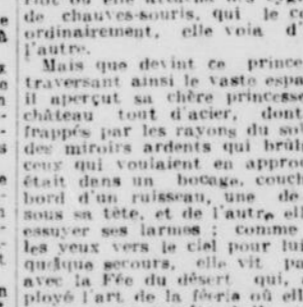 de chauves-souris, qui le c
ordinairement, elle vola d'
l'autre.
Mais que devint ce prince
traversant ainsi le vaste espa
il aperçut sa chère princesse
château tout d'acier, dont
frappés par les rayons du so
des miroirs ardents qui brûl
ceux qui voulaient en appro
était dans un bocage, couch
bord d'un ruisseau, une de
sous sa tête, et de l'autre el
essuyer ses larmes ; comme
les yeux vers le ciel pour lui
quelque secours, elle vit pa
avec la Fée du désert qui,
ployé l'art de la féerie où el